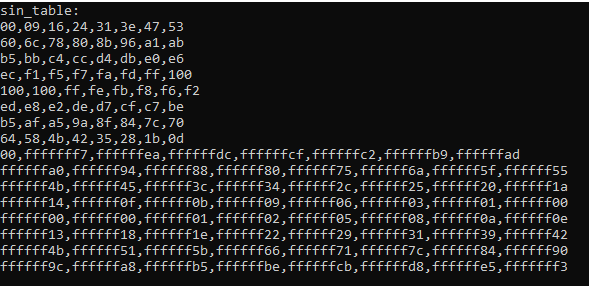 sin_table:
00,09,16,24,31,3e,47,53
60,6c,78,80,8b,96,a1,ab
b5,bb,c4,cc,d4,db,e0,e6
ec,f1,f5,f7,fa,fd,ff,100
100,100,ff,fe,fb,f8,f6,f2
ed,e8,e2,de,d7,cf,c7,be
b5,af,a5,9a,8f,84,7c,70
64,58,4b,42,35,28,1b,0d
00,fffffff7,ffffffea,ffffffdc,ffffffcf,ffffffc2,ffffffb9,ffffffad
ffffffa0,ffffff94,ffffff88,ffffff80,ffffff75,ffffff6a,ffffff5f,ffffff55
ffffff4b,ffffff45,ffffff3c,ffffff34,ffffff2c,ffffff25,ffffff20,ffffff1a
ffffff14,ffffff0f,ffffff0b,ffffff09,ffffff06,ffffff03,ffffff01,ffffff00
ffffff00,ffffff00,ffffff01,ffffff02,ffffff05,ffffff08,ffffff0a,ffffff0e
ffffff13,ffffff18,ffffff1e,ffffff22,ffffff29,ffffff31,ffffff39,ffffff42
ffffff4b,ffffff51,ffffff5b,ffffff66,ffffff71,ffffff7c,ffffff84,ffffff90
ffffff9c,ffffffa8,ffffffb5,ffffffbe,ffffffcb,ffffffd8,ffffffe5,fffffff3